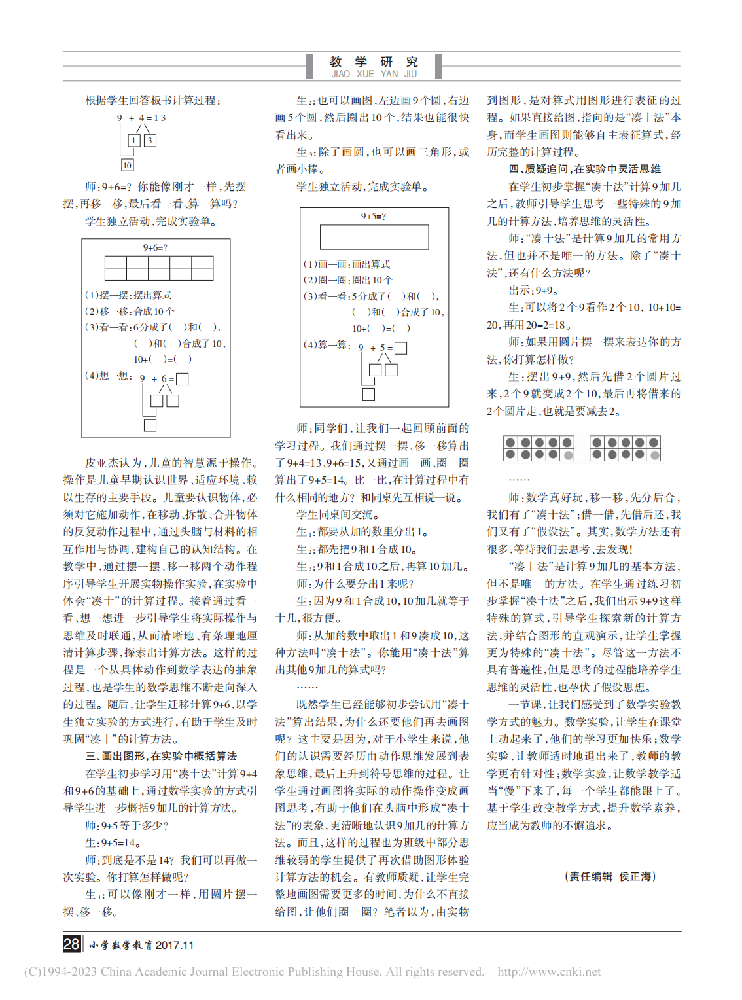 教 学 研 究
JIAO XUE YAN JIU
根据学生回答板书计算过程:
9 + 4=13
1 3
10
师:9+6=? 你能像刚才一样,先摆一
摆,再移一移,最后看一看、算一算吗?
学生独立活动,完成实验单。
9+6=?
(1)摆一摆:摆出算式
(2)移一移:合成10个
(3)看一看:6分成了( )和( ),
( )和( )合成了10,
10+( )=( )
(4)想一想: 9 + 6=
皮亚杰认为,儿童的智慧源于操作。
操作是儿童早期认识世界、适应环境、赖
以生存的主要手段。儿童要认识物体,必
须对它施加动作,在移动、拆散、合并物体
的反复动作过程中,通过头脑与材料的相
互作用与协调,建构自己的认知结构。在
教学中,通过摆一摆、移一移两个动作程
序引导学生开展实物操作实验,在实验中
体会“凑十”的计算过程。接着通过看一
看、想一想进一步引导学生将实际操作与
思维及时联通,从而清晰地、有条理地厘
清计算步骤,探索出计算方法。这样的过
程是一个从具体动作到数学表达的抽象
过程,也是学生的数学思维不断走向深入
的过程。随后,让学生迁移计算9+6,以学
生独立实验的方式进行,有助于学生及时
巩固“凑十”的计算方法。
三、画出图形,在实验中概括算法
在学生初步学习用“凑十法”计算9+4
和9+6的基础上,通过数学实验的方式引
导学生进一步概括9加几的计算方法。
师:9+5等于多少?
生:9+5=14。
师:到底是不是14? 我们可以再做一
次实验。你打算怎样做呢?
生1:可以像刚才一样,用圆片摆一
摆、移一移。
生2:也可以画图,左边画9个圆,右边
画5个圆,然后圈出10个,结果也能很快
看出来。
生3:除了画圆,也可以画三角形,或
者画小棒。
学生独立活动,完成实验单。
9+5=?
(1)画一画:画出算式
(2)圈一圈:圈出10个
(3)看一看:5分成了( )和( ),
( )和( )合成了10,
10+( )=( )
(4)算一算: 9 + 5=
师:同学们,让我们一起回顾前面的
学习过程。我们通过摆一摆、移一移算出
了9+4=13、9+6=15,又通过画一画、圈一圈
算出了9+5=14。比一比,在计算过程中有
什么相同的地方? 和同桌先互相说一说。
学生同桌间交流。
生1:都要从加的数里分出1。
生2:都先把9和1合成10。
生3:9和1合成10之后,再算10加几。
师:为什么要分出1来呢?
生:因为9和1合成10,10加几就等于
十几,很方便。
师:从加的数中取出1和9凑成10,这
种方法叫“凑十法”。你能用“凑十法”算
出其他9加几的算式吗?
……
既然学生已经能够初步尝试用“凑十
法”算出结果,为什么还要他们再去画图
呢? 这主要是因为,对于小学生来说,他
们的认识需要经历由动作思维发展到表
象思维,最后上升到符号思维的过程。让
学生通过画图将实际的动作操作变成画
图思考,有助于他们在头脑中形成“凑十
法”的表象,更清晰地认识9加几的计算方
法。而且,这样的过程也为班级中部分思
维较弱的学生提供了再次借助图形体验
计算方法的机会。有教师质疑,让学生完
整地画图需要更多的时间,为什么不直接
给图,让他们圈一圈? 笔者以为,由实物
到图形,是对算式用图形进行表征的过
程。如果直接给图,指向的是“凑十法”本
身,而学生画图则能够自主表征算式,经
历完整的计算过程。
四、质疑追问,在实验中灵活思维
在学生初步掌握“凑十法”计算9加几
之后,教师引导学生思考一些特殊的9加
几的计算方法,培养思维的灵活性。
师:“凑十法”是计算9加几的常用方
法,但也并不是唯一的方法。除了“凑十
法”,还有什么方法呢?
出示:9+9。
生:可以将2个9看作2个10, 10+10=
20,再用20-2=18。
师:如果用圆片摆一摆来表达你的方
法,你打算怎样做?
生:摆出9+9,然后先借2个圆片过
来,2个9就变成2个10,最后再将借来的
2个圆片走,也就是要减去2。
……
师:数学真好玩,移一移,先分后合,
我们有了“凑十法”;借一借,先借后还,我
们又有了“假设法”。其实,数学方法还有
很多,等待我们去思考、去发现!
“凑十法”是计算9加几的基本方法,
但不是唯一的方法。在学生通过练习初
步掌握“凑十法”之后,我们出示9+9这样
特殊的算式,引导学生探索新的计算方
法,并结合图形的直观演示,让学生掌握
更为特殊的“凑十法”。尽管这一方法不
具有普遍性,但是思考的过程能培养学生
思维的灵活性,也孕伏了假设思想。
一节课,让我们感受到了数学实验教
学方式的魅力。数学实验,让学生在课堂
上动起来了,他们的学习更加快乐;数学
实验,让教师适时地退出来了,教师的教
学更有针对性;数学实验,让数学教学适
当“慢”下来了,每一个学生都能跟上了。
基于学生改变教学方式,提升数学素养,
应当成为教师的不懈追求。
(责任编辑 侯正海)
28 小学数学教育 2017.11
(C)1994-2023 China Academic Journal Electronic Publishing House. All rights reserved. http://www.cnki.net